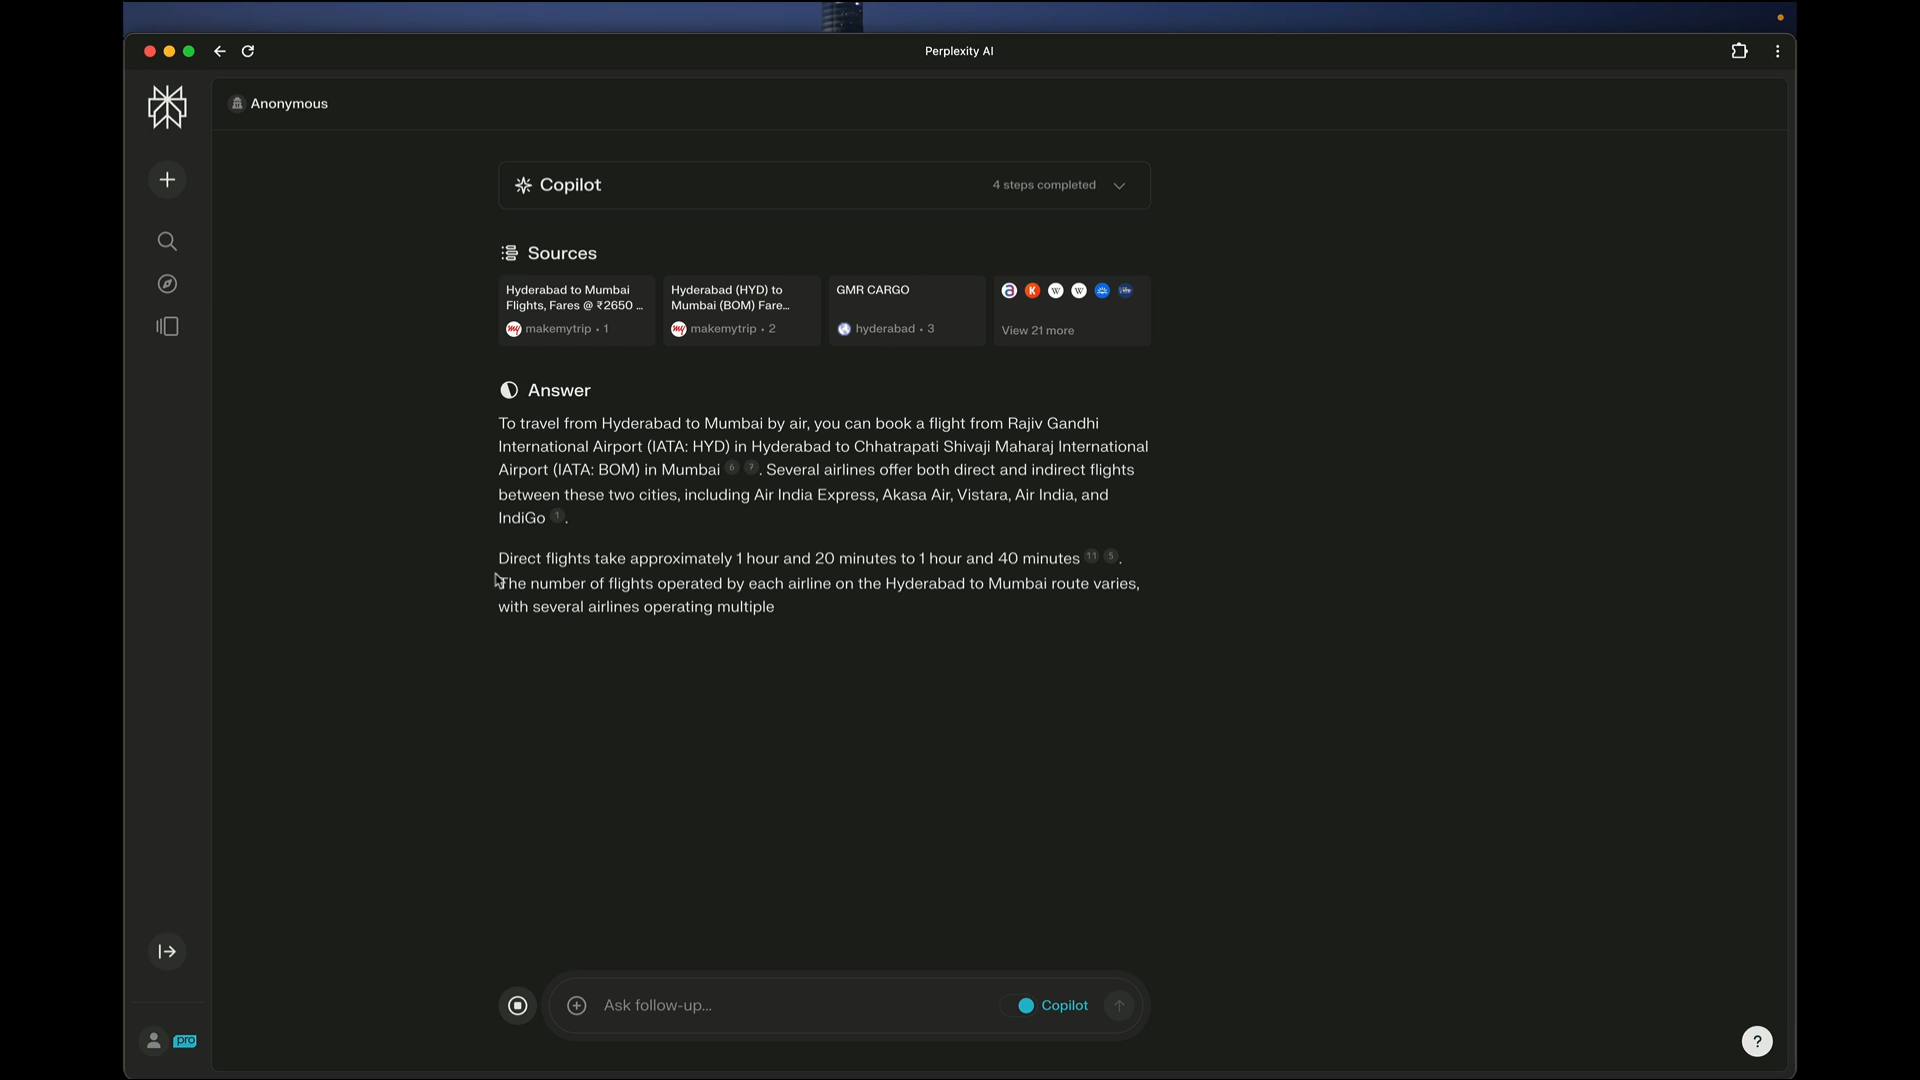 Perplexity AI
Anonymous
Copilot
4 steps completed
Sources
Hyderabad to Mumbai
Flights, Fares @ ₹2650 ...
my makemytrip • 1
Hyderabad (HYD) to
Mumbai (BOM) Fare...
my makemytrip • 2
GMR CARGO
hyderabad • 3
a K W W
View 21 more
Answer
To travel from Hyderabad to Mumbai by air, you can book a flight from Rajiv Gandhi
International Airport (IATA: HYD) in Hyderabad to Chhatrapati Shivaji Maharaj International
Airport (IATA: BOM) in Mumbai 6 7 . Several airlines offer both direct and indirect flights
between these two cities, including Air India Express, Akasa Air, Vistara, Air India, and
IndiGo 1 .
Direct flights take approximately 1 hour and 20 minutes to 1 hour and 40 minutes 11 5 .
The number of flights operated by each airline on the Hyderabad to Mumbai route varies,
with several airlines operating multiple
Ask follow-up...
Copilot
pro
?